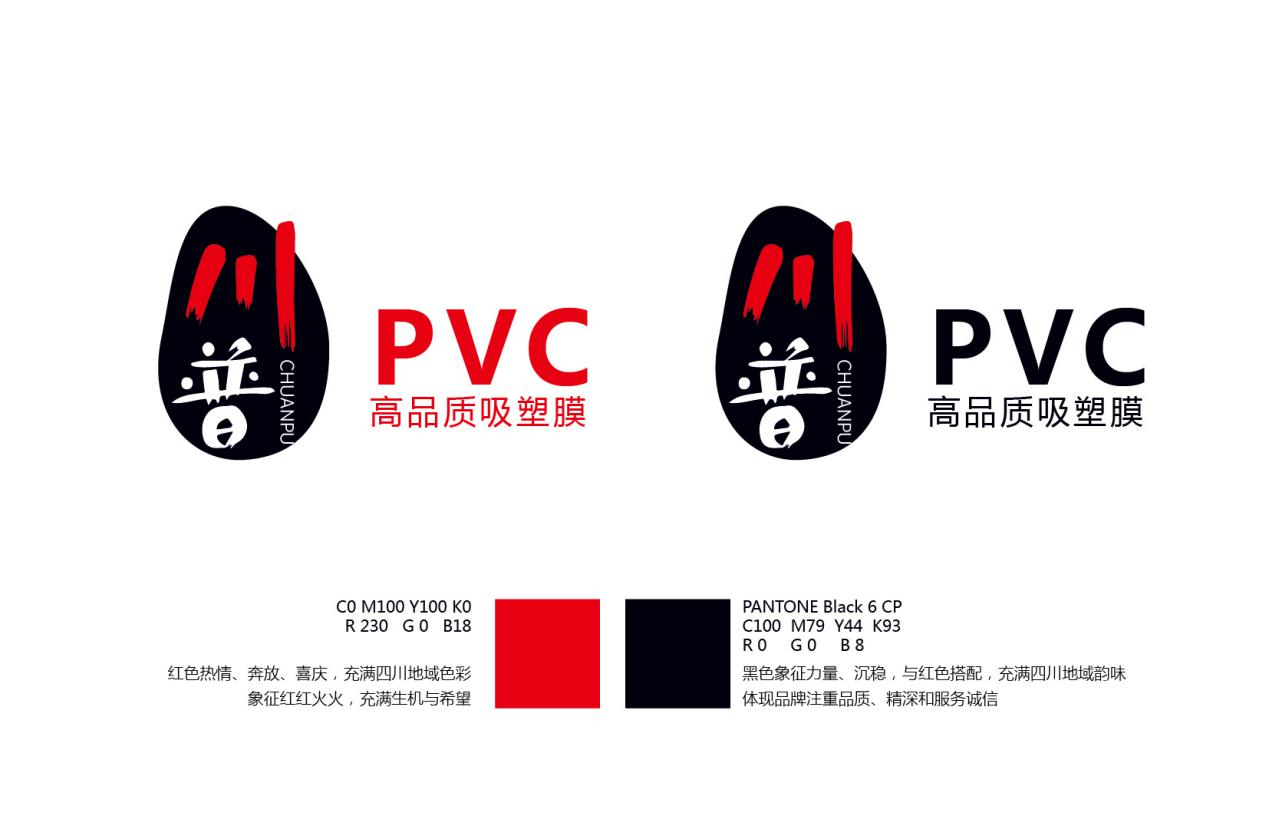 川
普
CHUANPU
PVC
高品质吸塑膜
川
普
CHUANPU
PVC
高品质吸塑膜
C0 M100 Y100 K0
R 230 G 0 B18
红色热情、奔放、喜庆，充满四川地域色彩
象征红红火火，充满生机与希望
PANTONE Black 6 CP
C100 M79 Y44 K93
R 0 G 0 B 8
黑色象征力量、沉稳，与红色搭配，充满四川地域韵味
体现品牌注重品质、精深和服务诚信